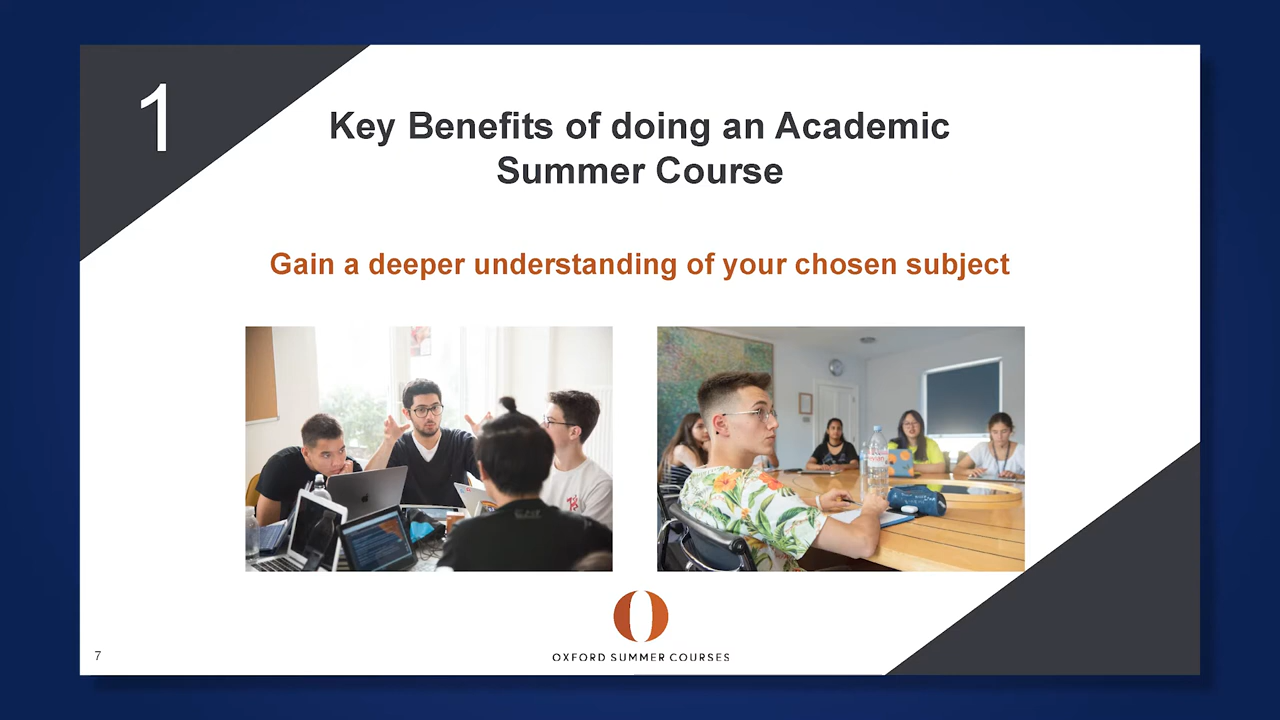 1
Key Benefits of doing an Academic
Summer Course
Gain a deeper understanding of your chosen subject
7
OXFORD SUMMER COURSES